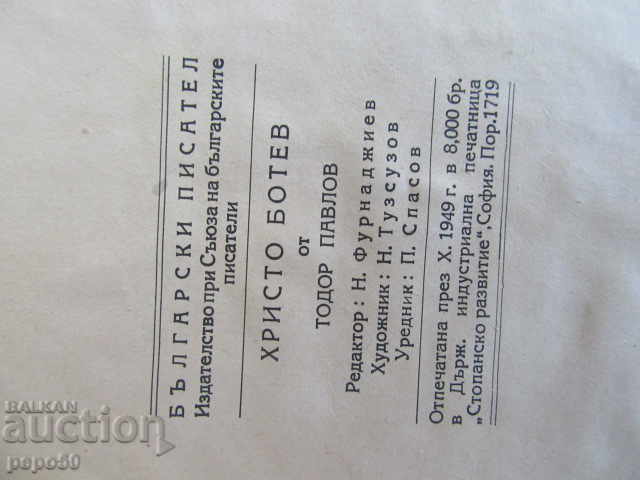 БЪЛГАРСКИ ПИСАТЕЛ
Издателство при Съюза на българските
писатели
ХРИСТО БОТЕВ
от
ТОДОР ПАВЛОВ
Редактор: Н. Фурнаджиев
Художник: Н. Тузсузов
Уредник: П. Спасов
Отпечатана през X. 1949 г. в 8,000 бр.
в Държ. индустриална печатница
„Стопанско развитие“, София, Пор. 1719
BALKAN
auction
papo50